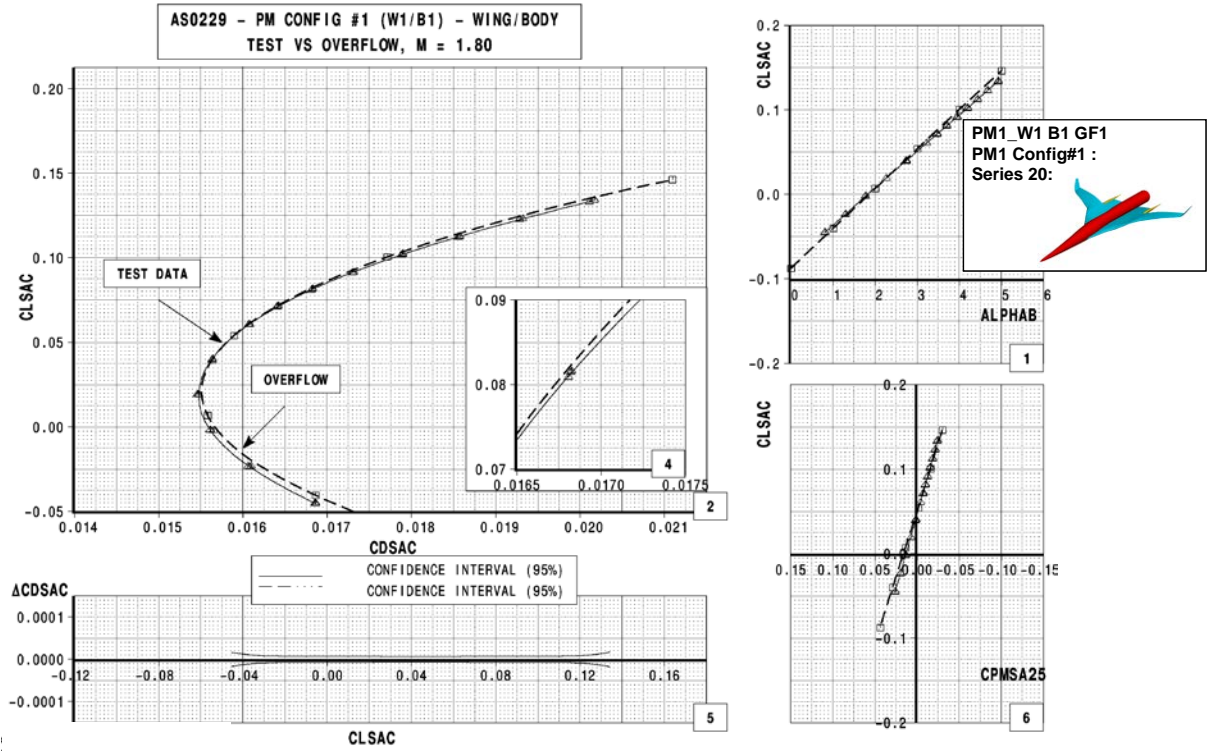 AS0229 - PM CONFIG #1 (W1/B1) - WING/BODY
TEST VS OVERFLOW, M = 1.80
CLSAC
0.20
0.15
0.10
0.05
0.00
-0.05
TEST DATA
OVERFLOW
0.014 0.015 0.016 0.017 0.018 0.019 0.020 0.021
CDSAC
2
0.09
0.08
0.07
0.0165 0.0170 0.0175
4
CONFIDENCE INTERVAL (95%)
CONFIDENCE INTERVAL (95%)
ΔCDSAC
0.0001
0.0000
-0.0001
-0.12 -0.08 -0.04 0.00 0.04 0.08 0.12 0.16
CLSAC
5
CLSAC
0.2
0.1
0.0
-0.1
-0.2
0 1 2 3 4 5 6
ALPHAB
1
PM1_W1 B1 GF1
PM1 Config#1 :
Series 20:
CLSAC
0.2
0.1
0.0
-0.1
-0.2
0.15 0.10 0.05 0.00 -0.05 -0.10 -0.15
CPMSA25
6